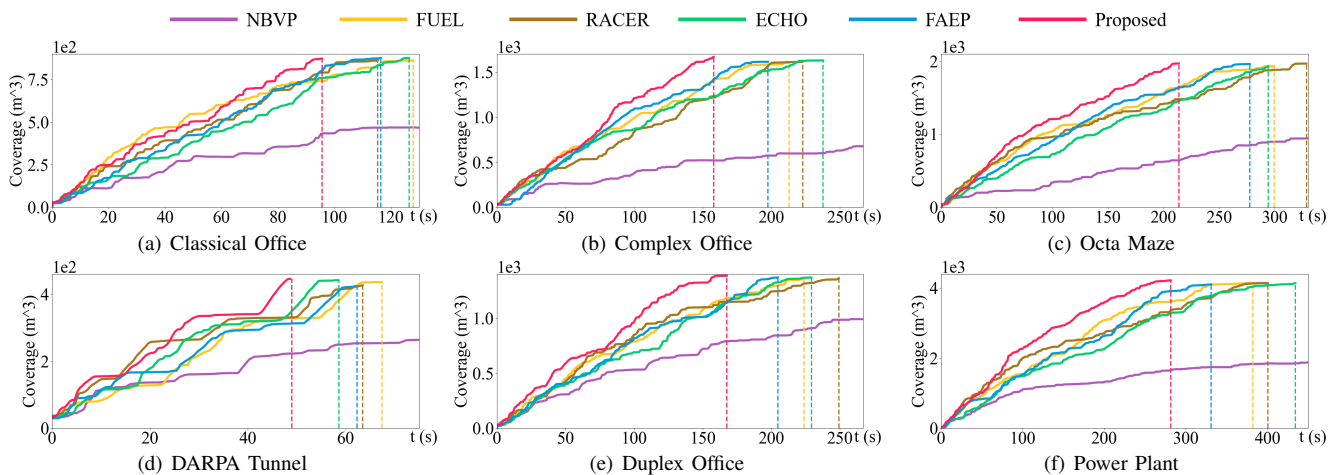 NBVP FUEL RACER ECHO FAEP Proposed
1e2
Coverage (m^3)
7.5
5.0
2.5
0.0
0 20 40 60 80 100 120 t (s)
(a) Classical Office
1e3
Coverage (m^3)
1.5
1.0
0.5
0.0
0 50 100 150 200 250 t (s)
(b) Complex Office
1e3
Coverage (m^3)
2
1
0
0 50 100 150 200 250 300 t (s)
(c) Octa Maze
1e2
Coverage (m^3)
4
2
0
0 20 40 60 t (s)
(d) DARPA Tunnel
1e3
Coverage (m^3)
1.0
0.5
0.0
0 50 100 150 200 250 t (s)
(e) Duplex Office
1e3
Coverage (m^3)
4
2
0
0 100 200 300 400 t (s)
(f) Power Plant